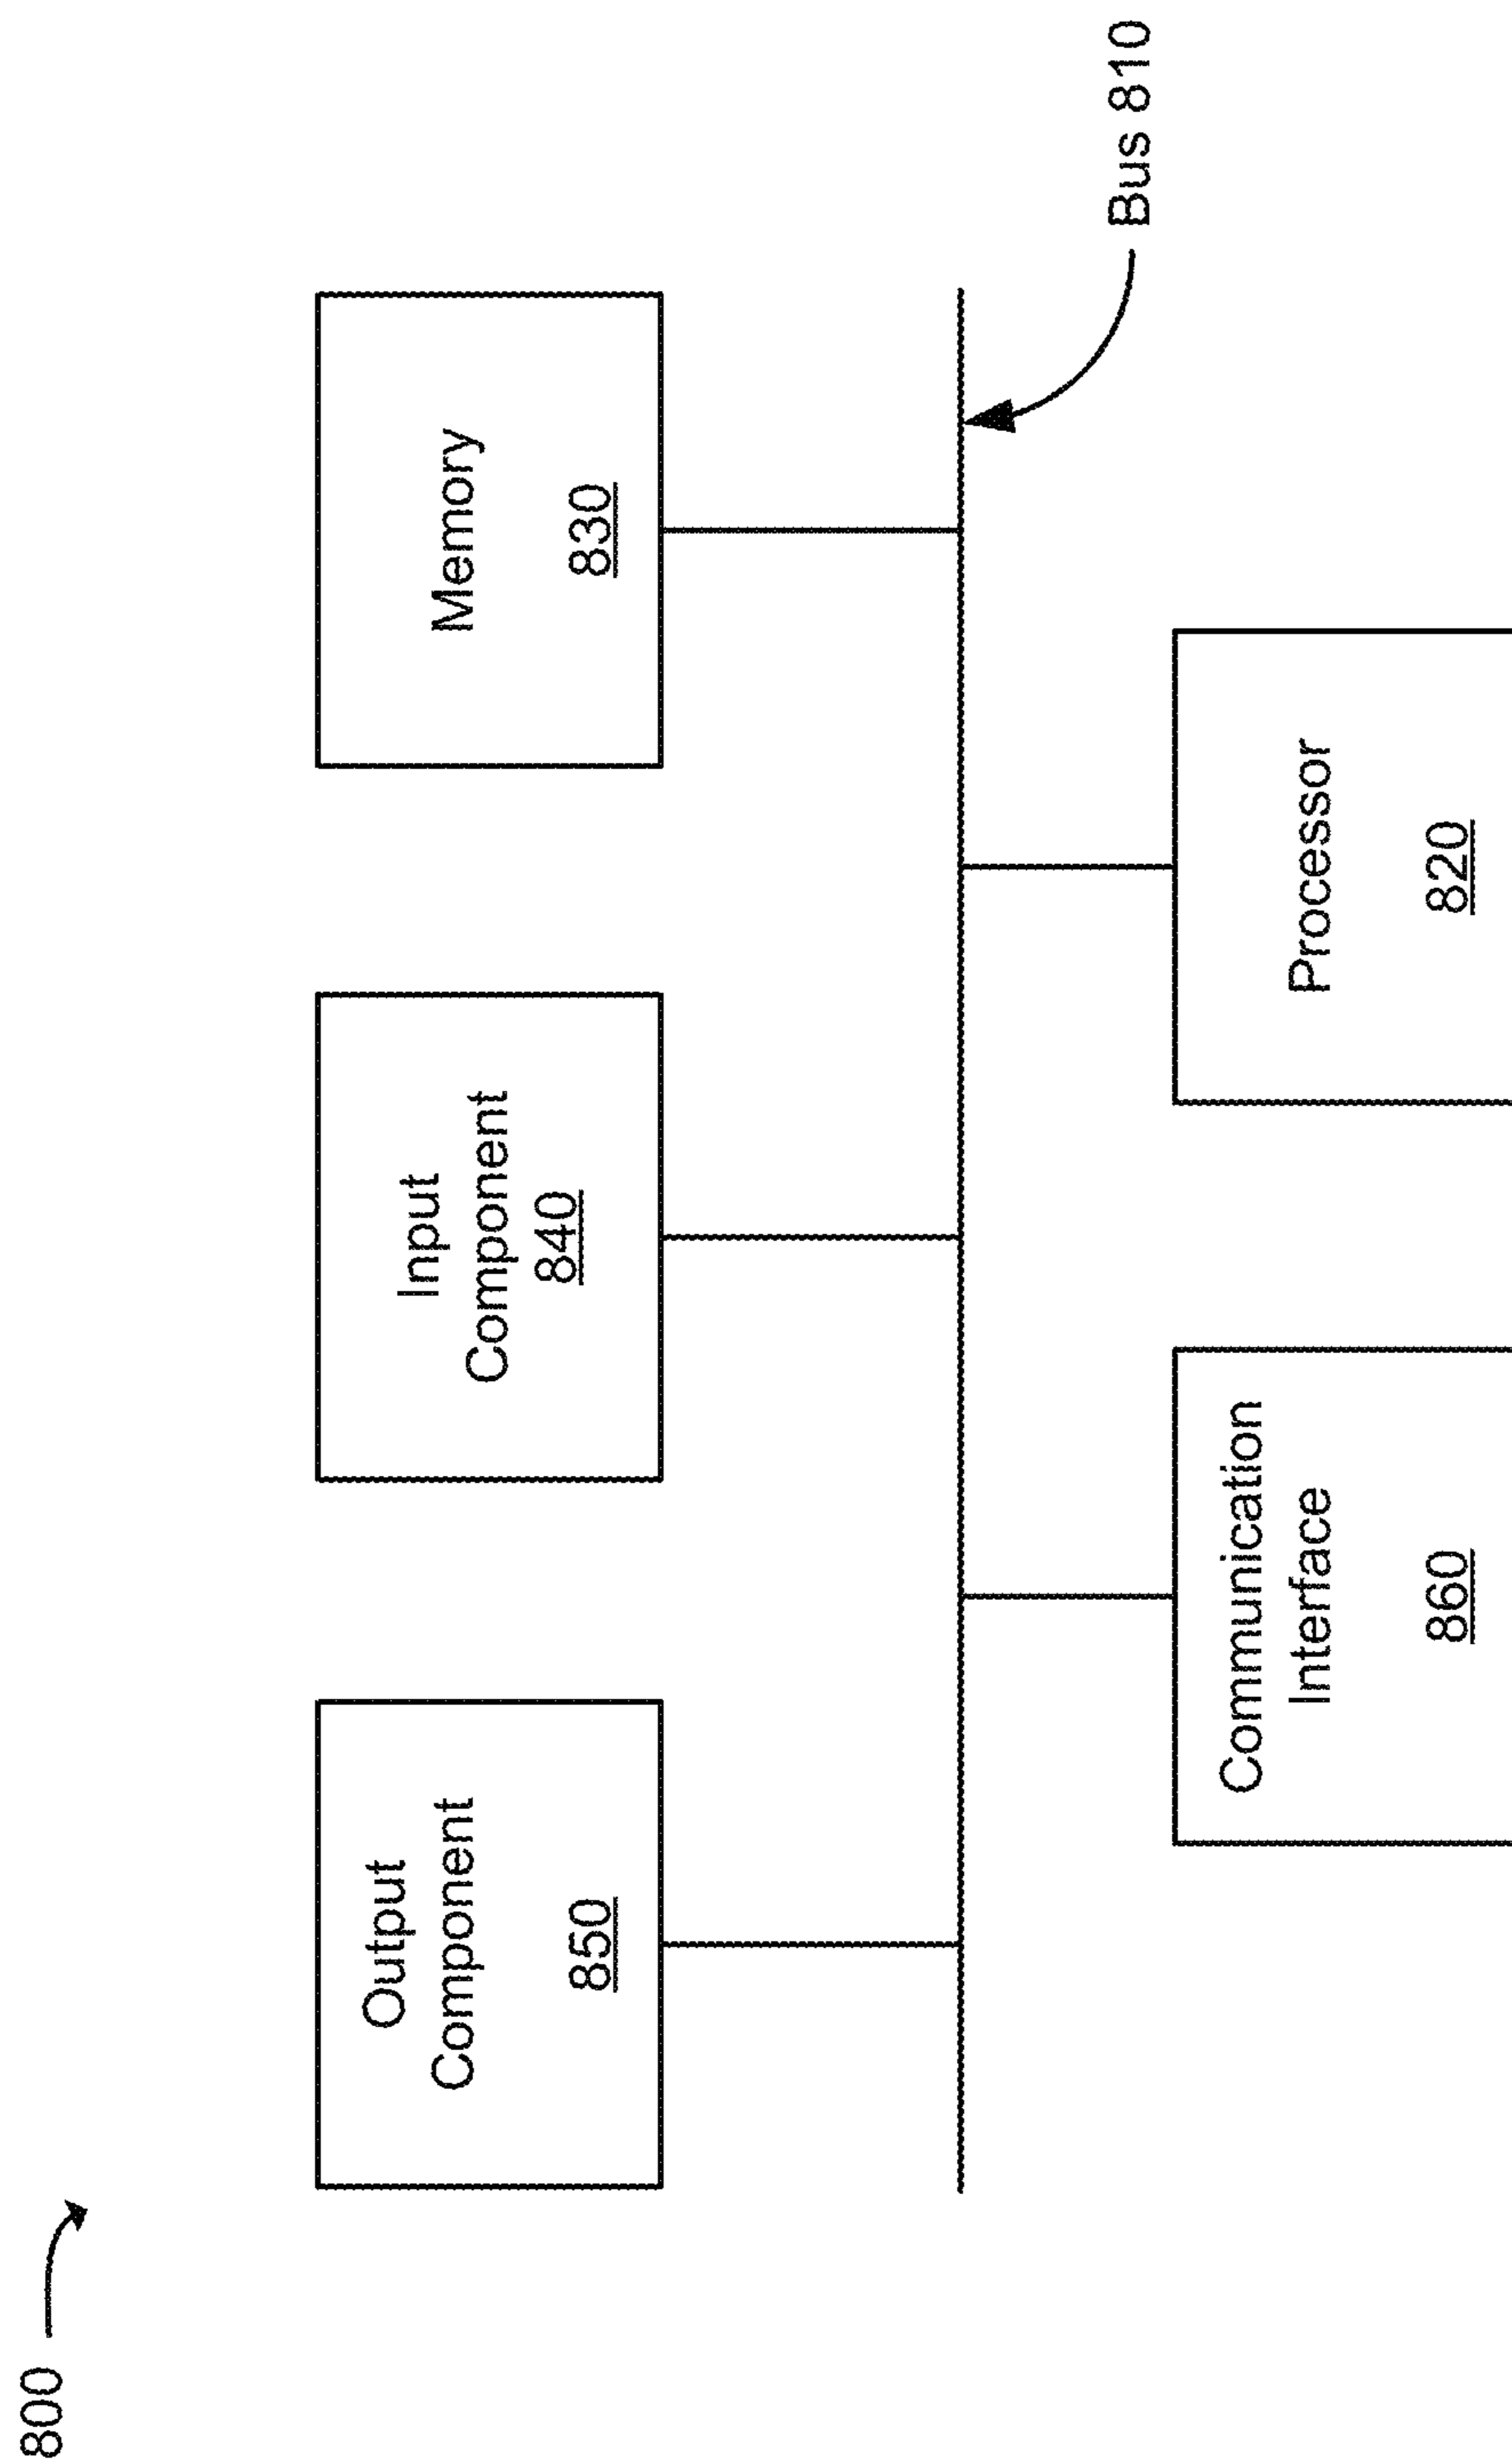 800
Output
Component
850
Input
Component
840
Memory
830
Bus 810
Communication
Interface
860
Processor
820